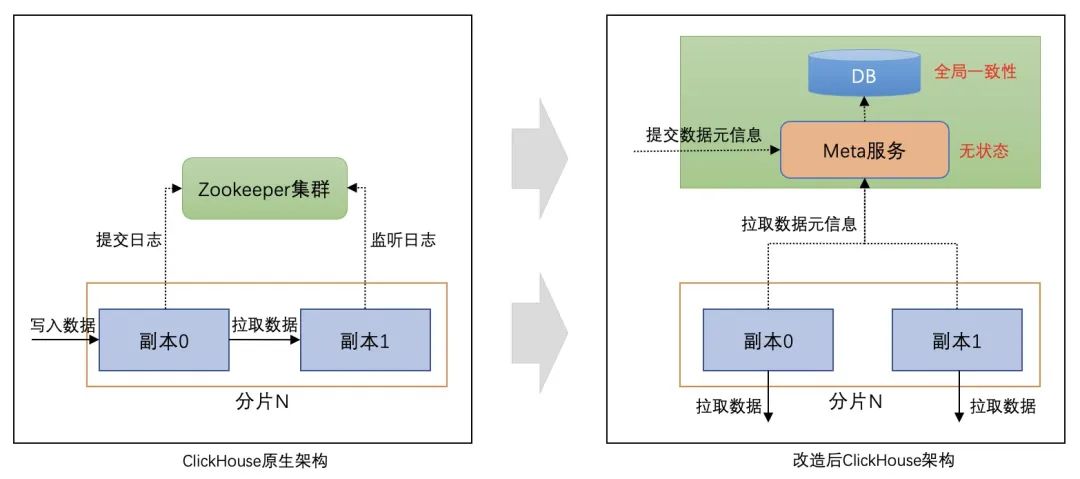 Zookeeper集群
提交日志
监听日志
写入数据
副本0
拉取数据
副本1
分片N
ClickHouse原生架构
DB
全局一致性
提交数据元信息
Meta服务
无状态
拉取数据元信息
副本0
副本1
拉取数据
分片N
拉取数据
改造后ClickHouse架构